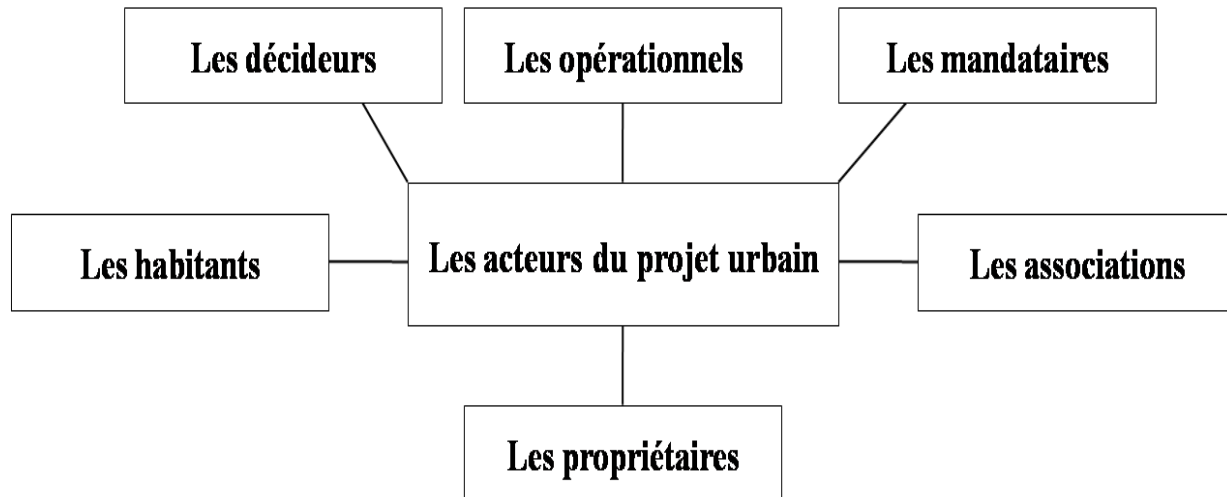 Les décideurs
Les opérationnels
Les mandataires
Les habitants
Les acteurs du projet urbain
Les associations
Les propriétaires